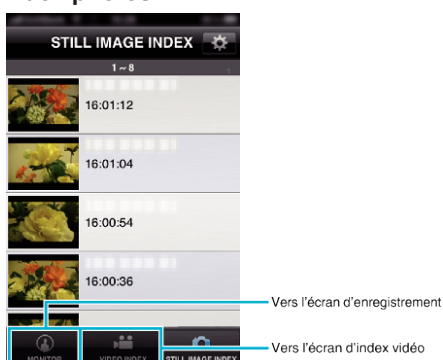 STILL IMAGE INDEX
1~8
16:01:12
16:01:04
16:00:54
16:00:36
Vers l'écran d'enregistrement
MONITOR
VIDEO INDEX
STILL IMAGE INDEX
Vers l'écran d'index vidéo